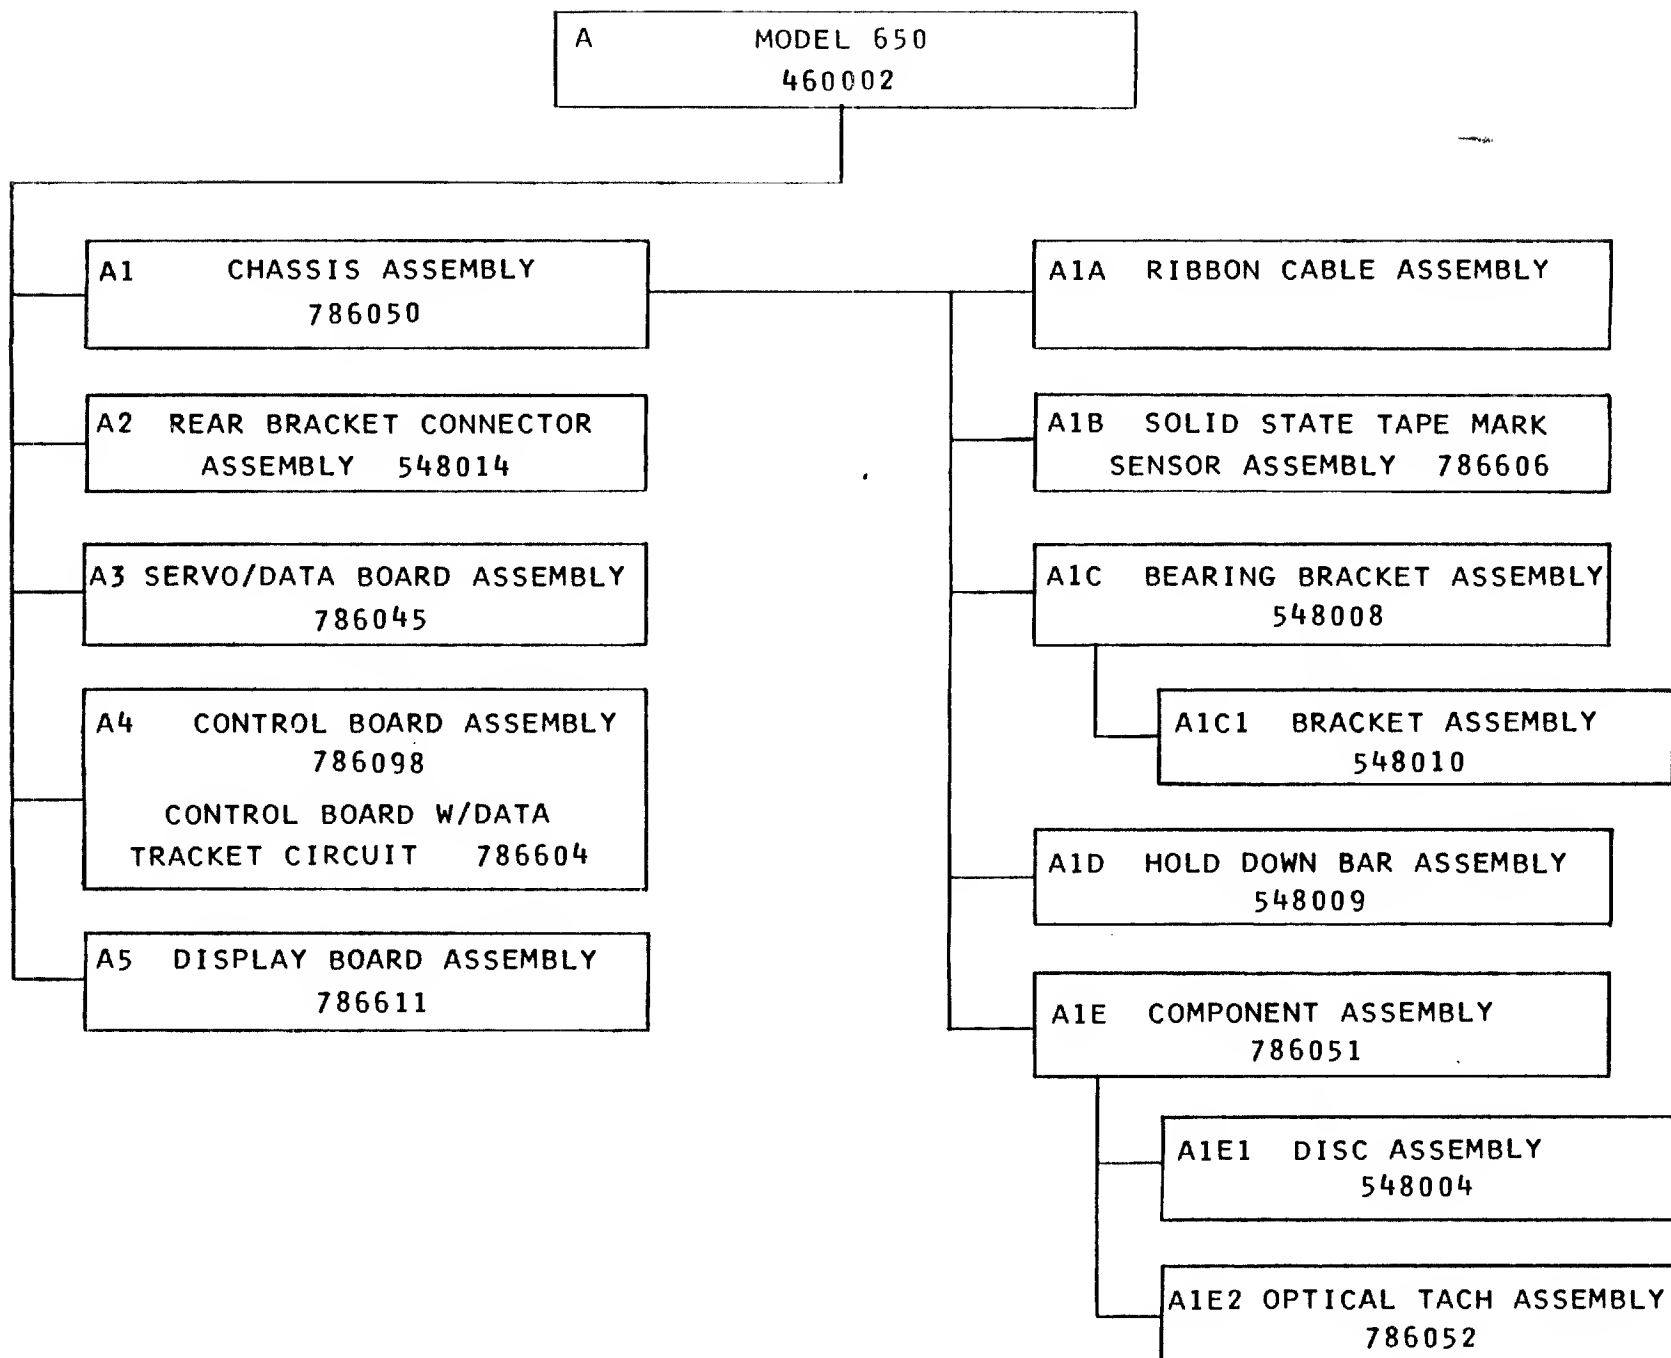 A MODEL 650
460002
A1 CHASSIS ASSEMBLY
786050
A2 REAR BRACKET CONNECTOR
ASSEMBLY 548014
A3 SERVO/DATA BOARD ASSEMBLY
786045
A4 CONTROL BOARD ASSEMBLY
786098
CONTROL BOARD W/DATA
TRACKET CIRCUIT 786604
A5 DISPLAY BOARD ASSEMBLY
786611
A1A RIBBON CABLE ASSEMBLY
A1B SOLID STATE TAPE MARK
SENSOR ASSEMBLY 786606
A1C BEARING BRACKET ASSEMBLY
548008
A1C1 BRACKET ASSEMBLY
548010
A1D HOLD DOWN BAR ASSEMBLY
548009
A1E COMPONENT ASSEMBLY
786051
A1E1 DISC ASSEMBLY
548004
A1E2 OPTICAL TACH ASSEMBLY
786052